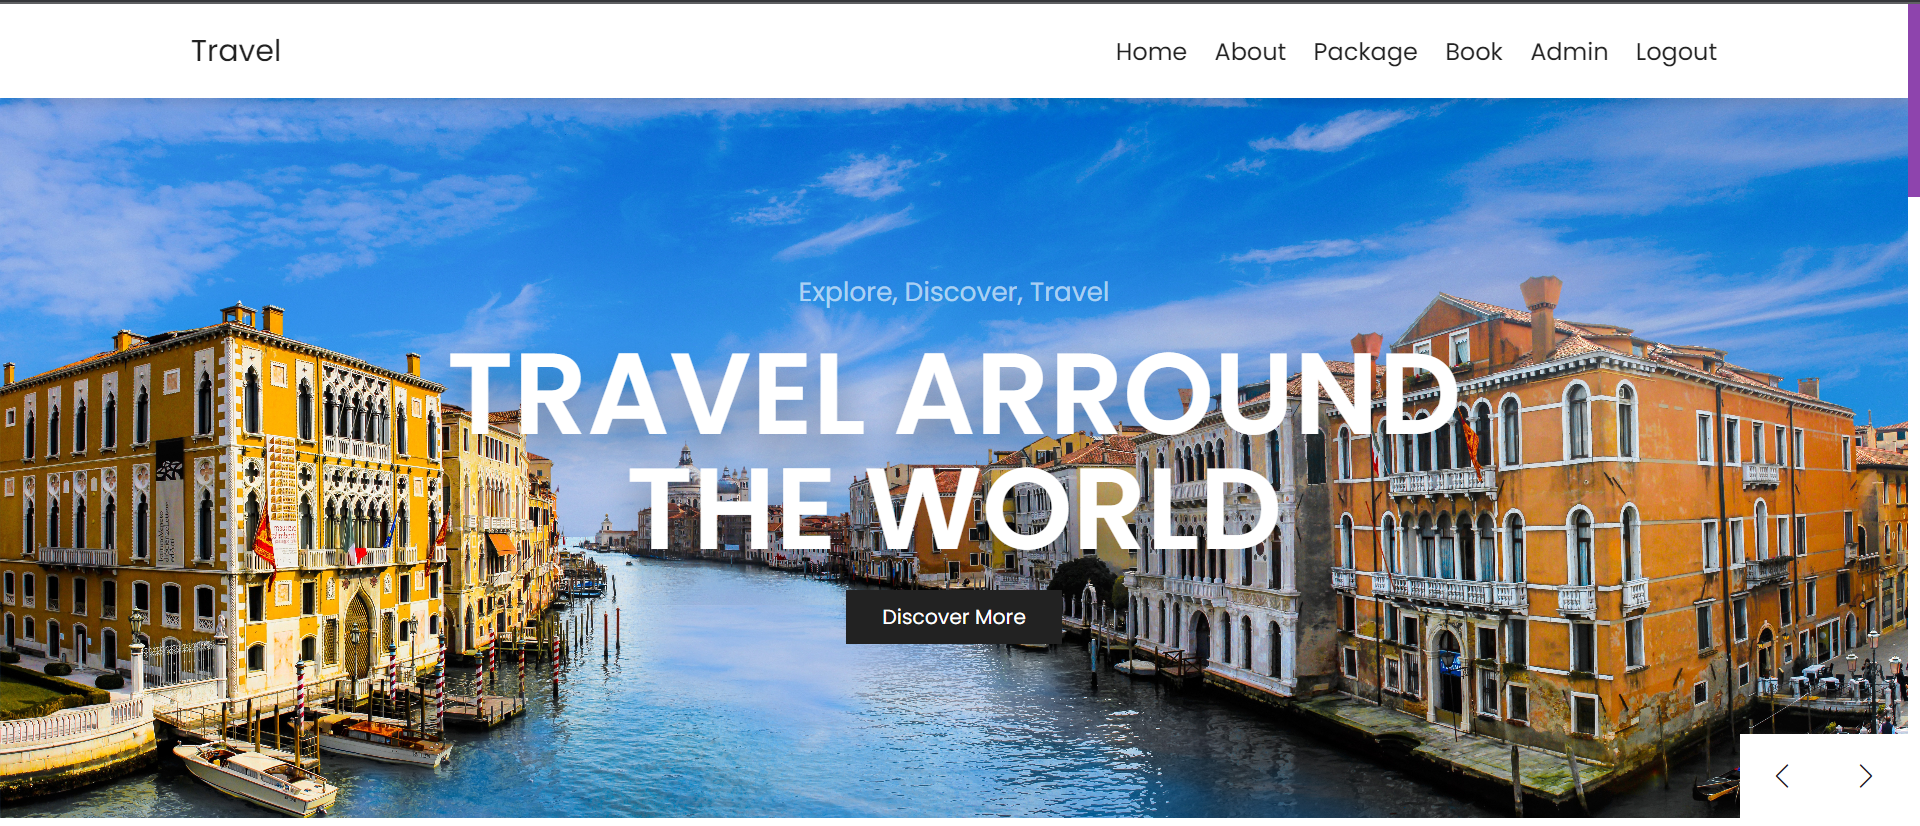 Travel
Home About Package Book Admin Logout
Explore, Discover, Travel
TRAVEL ARROUND
THE WORLD
Discover More